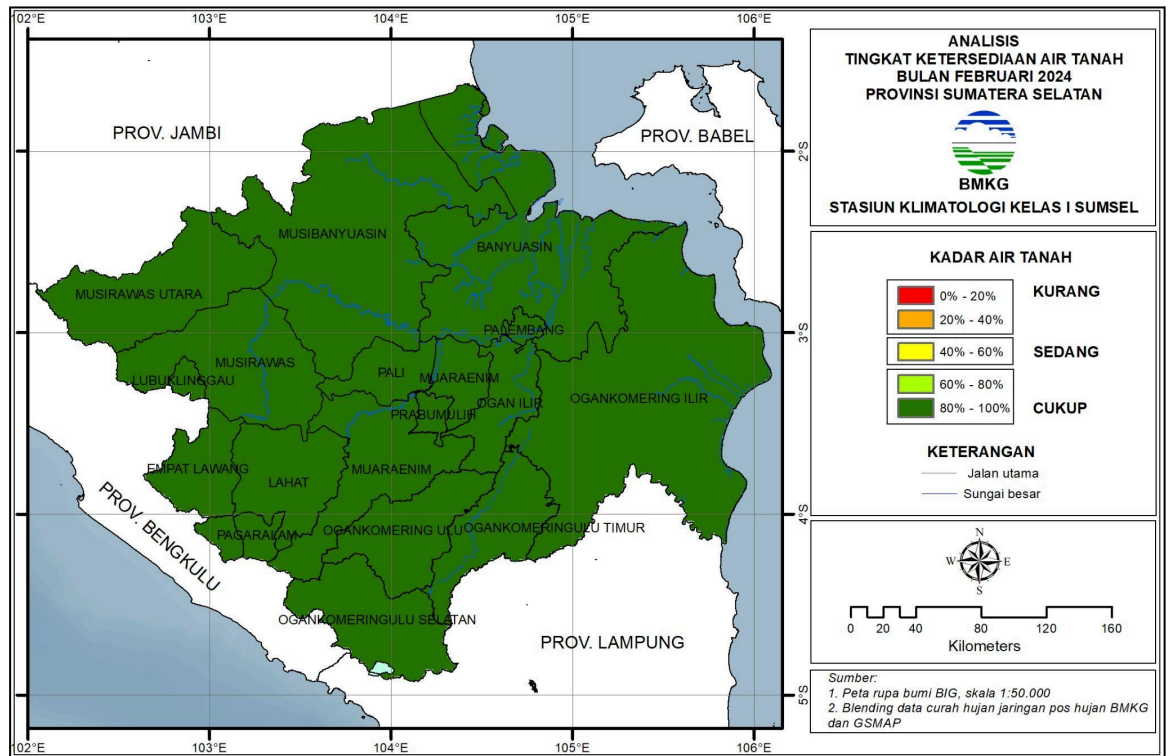 102°E
103°E
104°E
105°E
106°E
2°S
3°S
4°S
5°S
102°E
103°E
104°E
105°E
106°E
PROV. JAMBI
PROV. BABEL
MUSIBANYUASIN
BANYUASIN
MUSIRAWAS UTARA
PALEMBANG
MUSIRAWAS
LUBUKLINGGAU
PALI
MUARAENIM
OGANKOMERING ILIR
OGAN ILIR
PRABUMULIH
EMPAT LAWANG
MUARAENIM
LAHAT
PAGARALAM
OGANKOMERING ULU
OGANKOMERINGULU TIMUR
PROV. BENGKULU
OGANKOMERINGULU SELATAN
PROV. LAMPUNG
ANALISIS
TINGKAT KETERSEDIAAN AIR TANAH
BULAN FEBRUARI 2024
PROVINSI SUMATERA SELATAN
BMKG
STASIUN KLIMATOLOGI KELAS I SUMSEL
KADAR AIR TANAH
0% - 20% KURANG
20% - 40%
40% - 60% SEDANG
60% - 80%
80% - 100% CUKUP
KETERANGAN
Jalan utama
Sungai besar
N
W E
S
0 20 40 80 120 160
Kilometers
Sumber:
1. Peta rupa bumi BIG, skala 1:50.000
2. Blending data curah hujan jaringan pos hujan BMKG
dan GSMAP